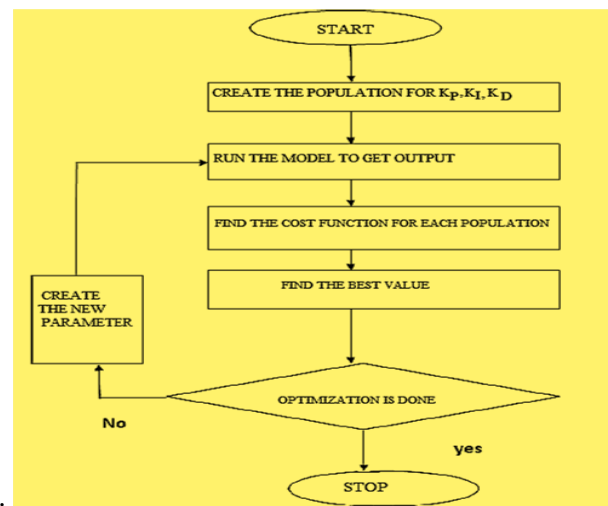 START
CREATE THE POPULATION FOR KP,KI,KD
RUN THE MODEL TO GET OUTPUT
FIND THE COST FUNCTION FOR EACH POPULATION
FIND THE BEST VALUE
CREATE
THE NEW
PARAMETER
OPTIMIZATION IS DONE
No
yes
STOP
.